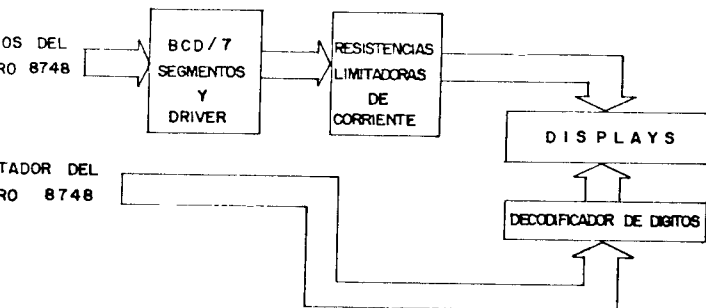 OS DEL
RO 8748
BCD/7
SEGMENTOS
Y
DRIVER
RESISTENCIAS
LIMITADORAS
DE
CORRIENTE
DISPLAYS
TADOR DEL
RO 8748
DECODIFICADOR DE DIGITOS